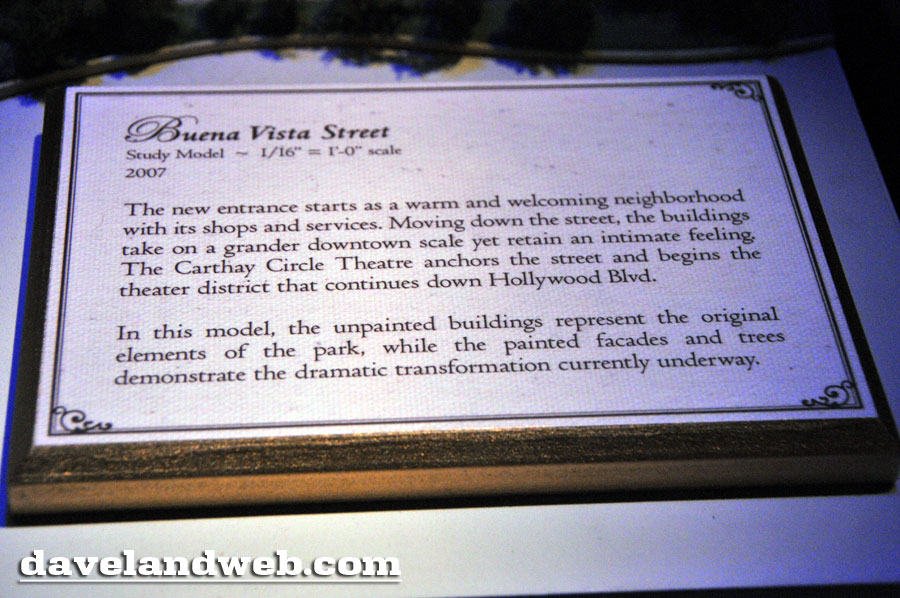 Buena Vista Street
Study Model ~ 1/16" = 1'-0" scale
2007
The new entrance starts as a warm and welcoming neighborhood
with its shops and services. Moving down the street, the buildings
take on a grander downtown scale yet retain an intimate feeling.
The Carthay Circle Theatre anchors the street and begins the
theater district that continues down Hollywood Blvd.
In this model, the unpainted buildings represent the original
elements of the park, while the painted facades and trees
demonstrate the dramatic transformation currently underway.
davelandweb.com